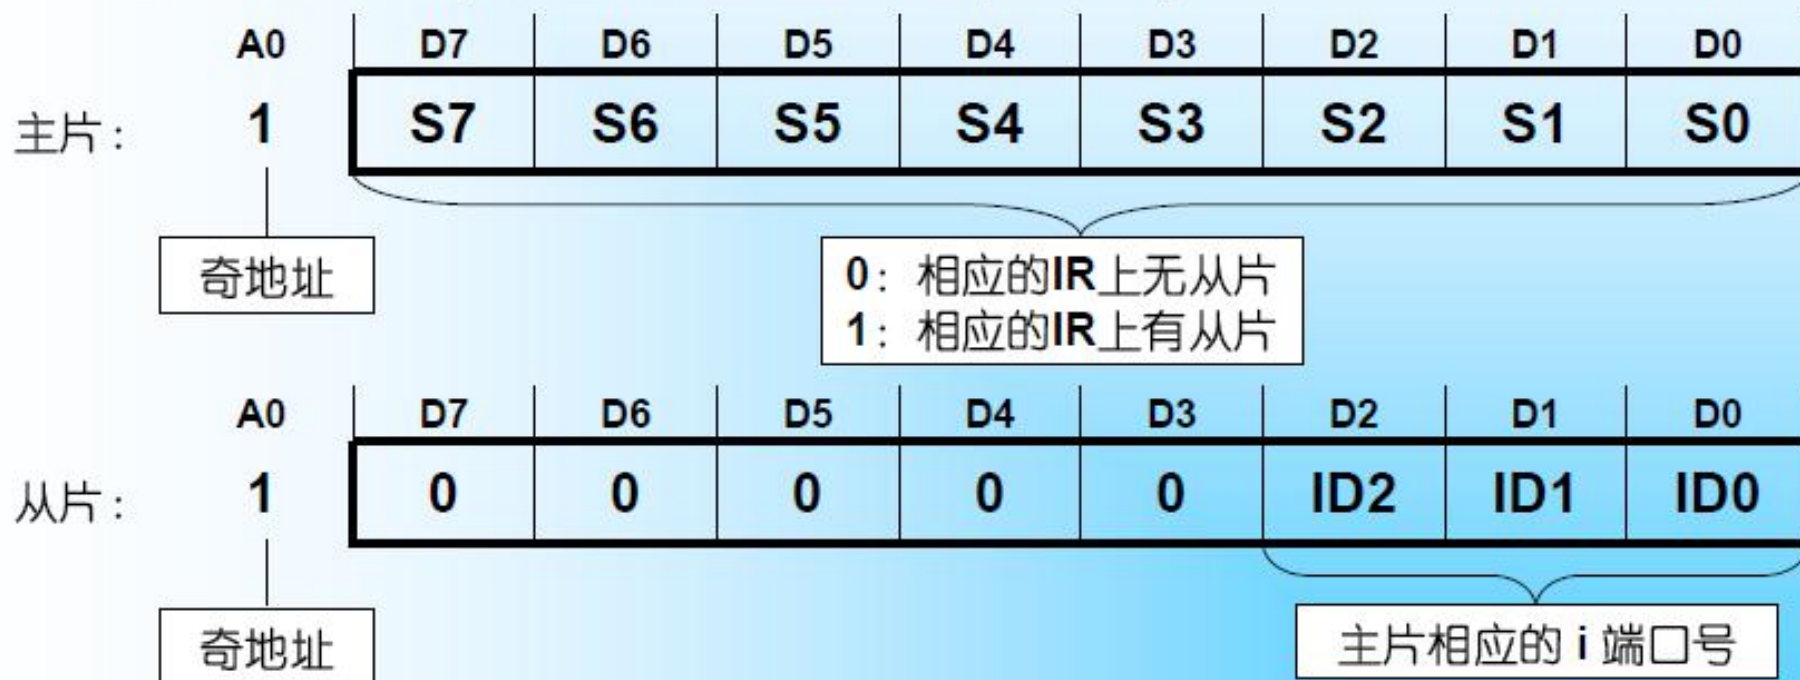 A0 D7 D6 D5 D4 D3 D2 D1 D0
主片： 1 S7 S6 S5 S4 S3 S2 S1 S0
奇地址
0：相应的IR上无从片
1：相应的IR上有从片
A0 D7 D6 D5 D4 D3 D2 D1 D0
从片： 1 0 0 0 0 0 ID2 ID1 ID0
奇地址
主片相应的 i 端口号